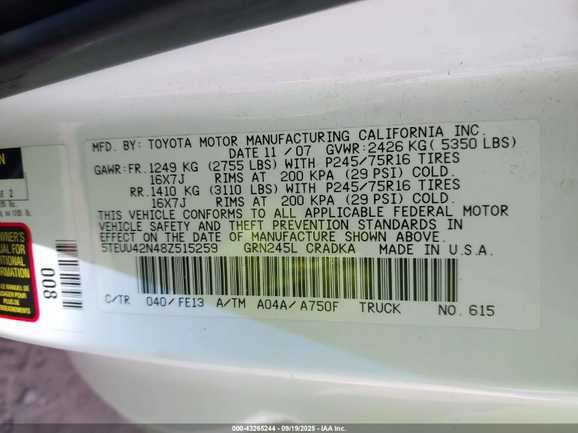 MFD. BY: TOYOTA MOTOR MANUFACTURING CALIFORNIA INC.
DATE 11 / 07 GVWR: 2426 KG ( 5350 LBS)
GAWR: FR. 1249 KG (2755 LBS) WITH P245/75R16 TIRES
16X7J RIMS AT 200 KPA (29 PSI) COLD.
RR. 1410 KG (3110 LBS) WITH P245/75R16 TIRES
16X7J RIMS AT 200 KPA (29 PSI) COLD.
THIS VEHICLE CONFORMS TO ALL APPLICABLE FEDERAL MOTOR
VEHICLE SAFETY AND THEFT PREVENTION STANDARDS IN
EFFECT ON THE DATE OF MANUFACTURE SHOWN ABOVE.
5TEUU42N48Z515259 GRN245L CRADKA MADE IN U.S.A.
C/TR 040/FE13 A/TM A04A/A750F TRUCK NO. 615
008
000-43265244 - 09/19/2025 - IAA Inc.